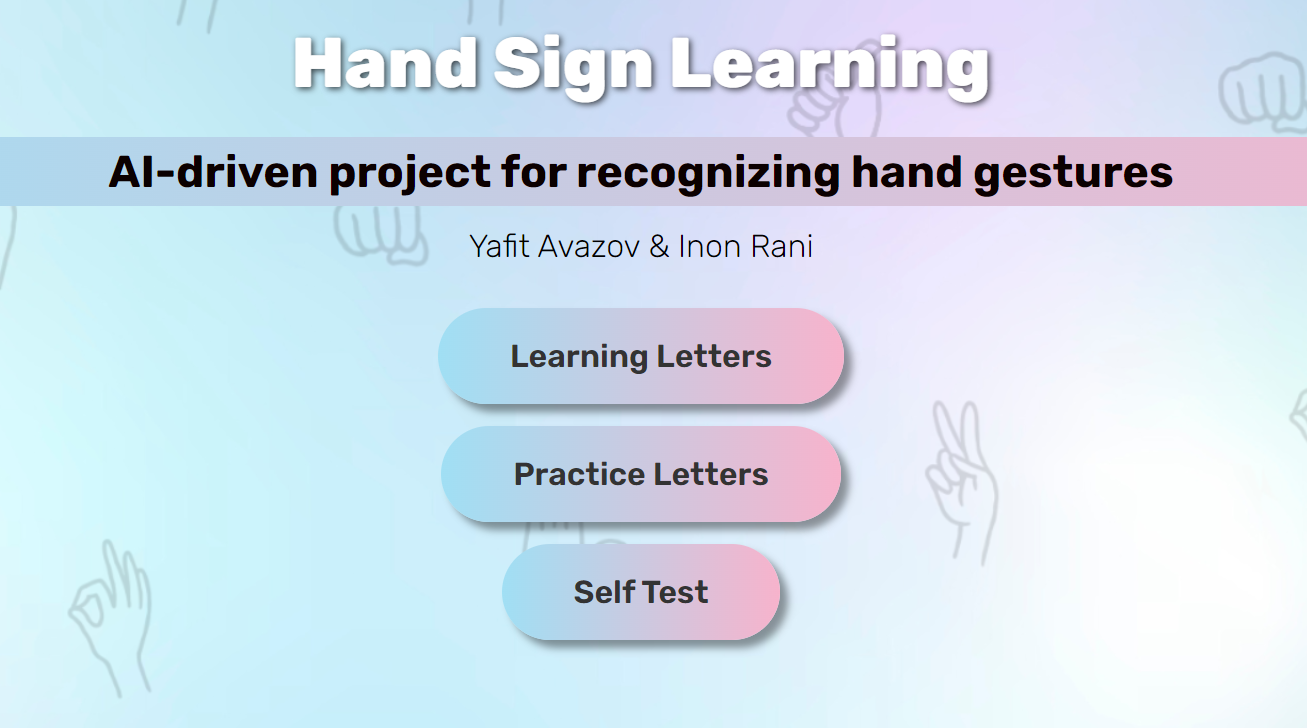 Hand Sign Learning
AI-driven project for recognizing hand gestures
Yafit Avazov & Inon Rani
Learning Letters
Practice Letters
Self Test